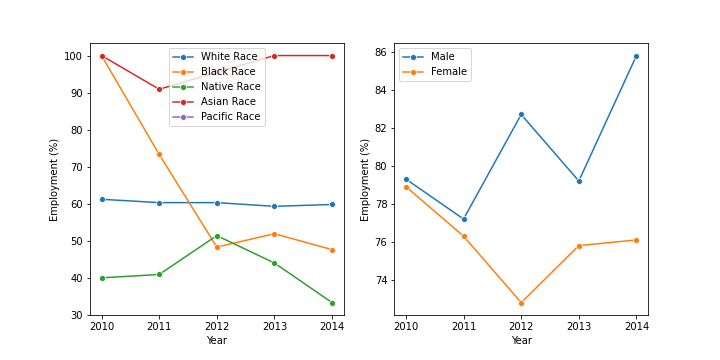 White Race
Black Race
Native Race
Asian Race
Pacific Race
100
90
80
70
60
50
40
30
Employment (%)
2010
2011
2012
2013
2014
Year
Male
Female
86
84
82
80
78
76
74
Employment (%)
2010
2011
2012
2013
2014
Year